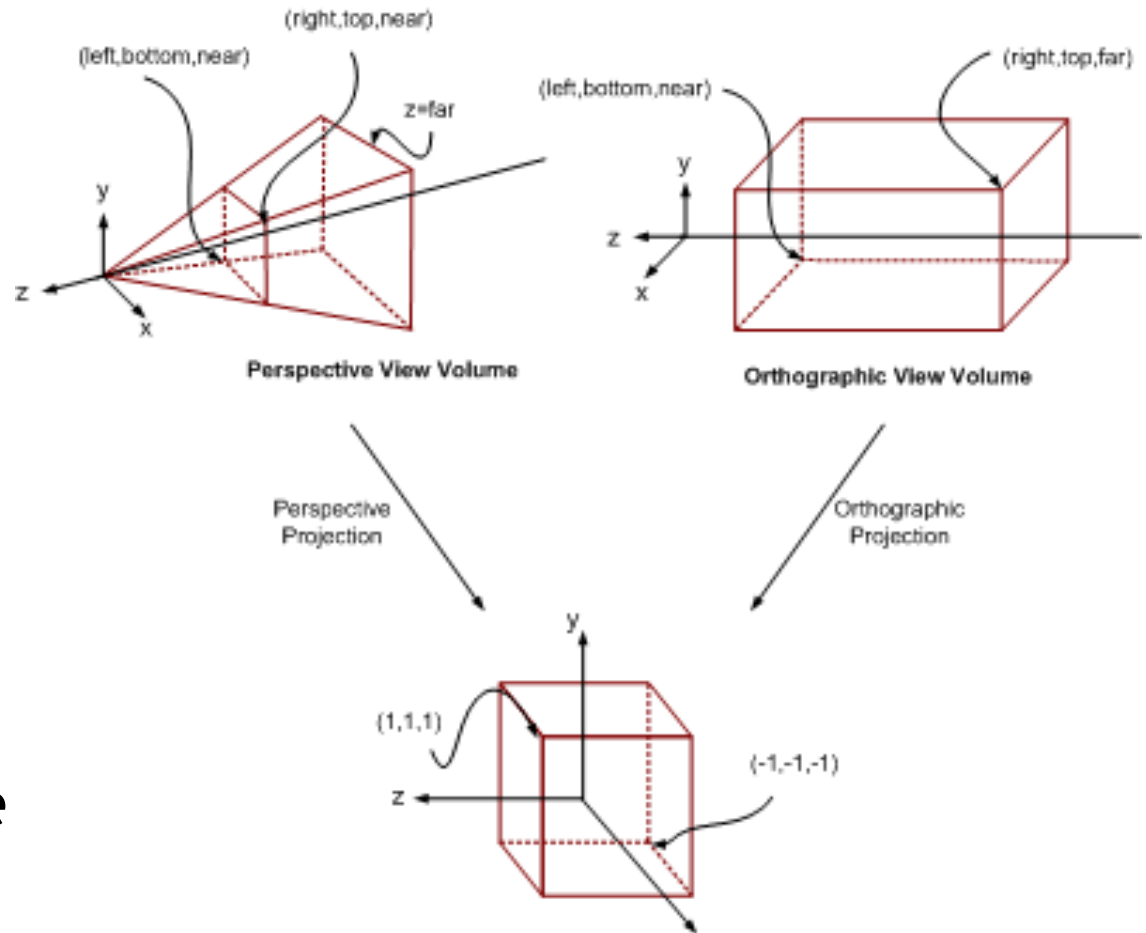 (right,top,near)
(left,bottom,near)
z=far
y
z
x
Perspective View Volume
(right,top,far)
(left,bottom,near)
y
z
x
Orthographic View Volume
Perspective
Projection
Orthographic
Projection
y
(1,1,1)
(-1,-1,-1)
z
e